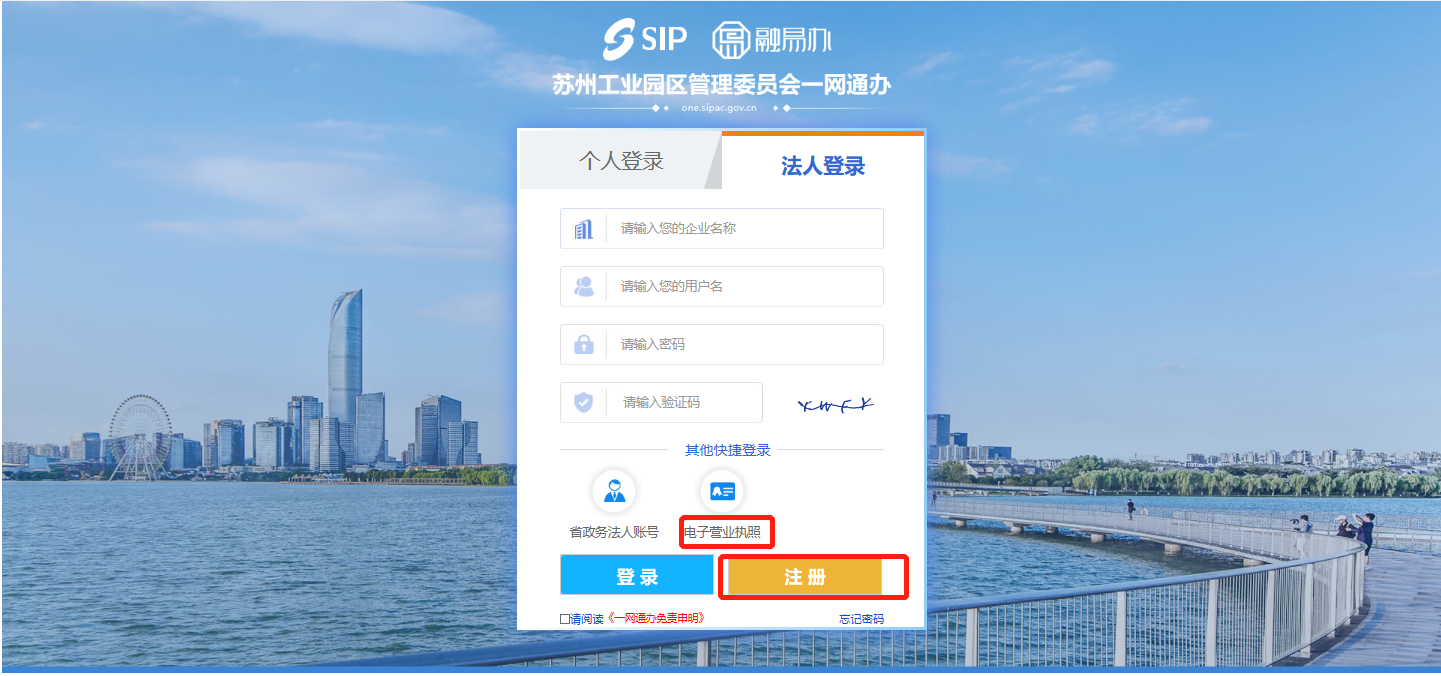 SIP 融易办
苏州工业园区管理委员会一网通办
one.sipac.gov.cn
个人登录 法人登录
请输入您的企业名称
请输入您的用户名
请输入密码
请输入验证码
其他快捷登录
省政务法人账号 电子营业执照
登录 注册
请阅读《一网通办免责申明》 忘记密码